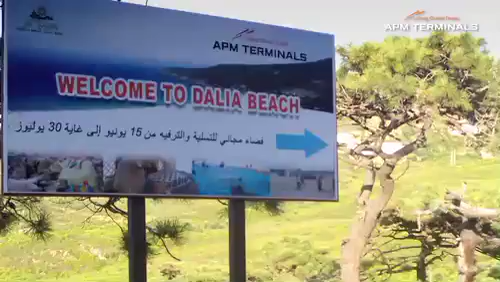 APM TERMINALS
APM TERMINALS
WELCOME TO DALIA BEACH
فضاء مجاني للتسلية والترفيه من 15 يونيو إلى غاية 30 يوليوز